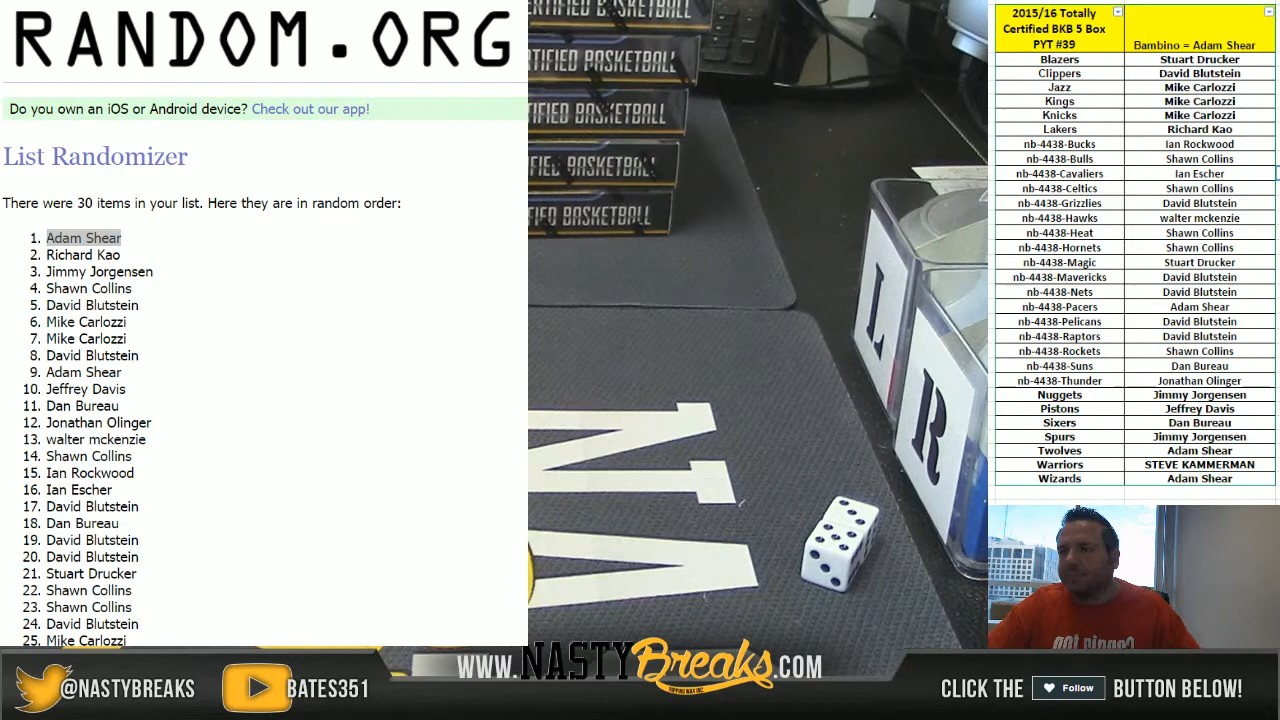 RANDOM.ORG
Do you own an iOS or Android device? Check out our app!
List Randomizer
There were 30 items in your list. Here they are in random order:
1. Adam Shear
2. Richard Kao
3. Jimmy Jorgensen
4. Shawn Collins
5. David Blutstein
6. Mike Carlozzi
7. Mike Carlozzi
8. David Blutstein
9. Adam Shear
10. Jeffrey Davis
11. Dan Bureau
12. Jonathan Olinger
13. walter mckenzie
14. Shawn Collins
15. Ian Rockwood
16. Ian Escher
17. David Blutstein
18. Dan Bureau
19. David Blutstein
20. David Blutstein
21. Stuart Drucker
22. Shawn Collins
23. Shawn Collins
24. David Blutstein
25. Mike Carlozzi
BASKETBALL
RTIFIED BASKETBALL
TIFIED BASKETBALL
IFIED BASKETBALL
TIFIED BASKETBALL
L
R
N
2015/16 Totally
Certified BKB 5 Box
PYT #39 Bambino = Adam Shear
Blazers Stuart Drucker
Clippers David Blutstein
Jazz Mike Carlozzi
Kings Mike Carlozzi
Knicks Mike Carlozzi
Lakers Richard Kao
nb-4438-Bucks Ian Rockwood
nb-4438-Bulls Shawn Collins
nb-4438-Cavaliers Ian Escher
nb-4438-Celtics Shawn Collins
nb-4438-Grizzlies David Blutstein
nb-4438-Hawks walter mckenzie
nb-4438-Heat Shawn Collins
nb-4438-Hornets Shawn Collins
nb-4438-Magic Stuart Drucker
nb-4438-Mavericks David Blutstein
nb-4438-Nets David Blutstein
nb-4438-Pacers Adam Shear
nb-4438-Pelicans David Blutstein
nb-4438-Raptors David Blutstein
nb-4438-Rockets Shawn Collins
nb-4438-Suns Dan Bureau
nb-4438-Thunder Jonathan Olinger
Nuggets Jimmy Jorgensen
Pistons Jeffrey Davis
Sixers Dan Bureau
Spurs Jimmy Jorgensen
Twolves Adam Shear
Warriors STEVE KAMMERMAN
Wizards Adam Shear
got
@NASTYBREAKS
BATES351
WWW.NASTYBreaks.COM
RIPPING WAX INC
CLICK THE Follow BUTTON BELOW!